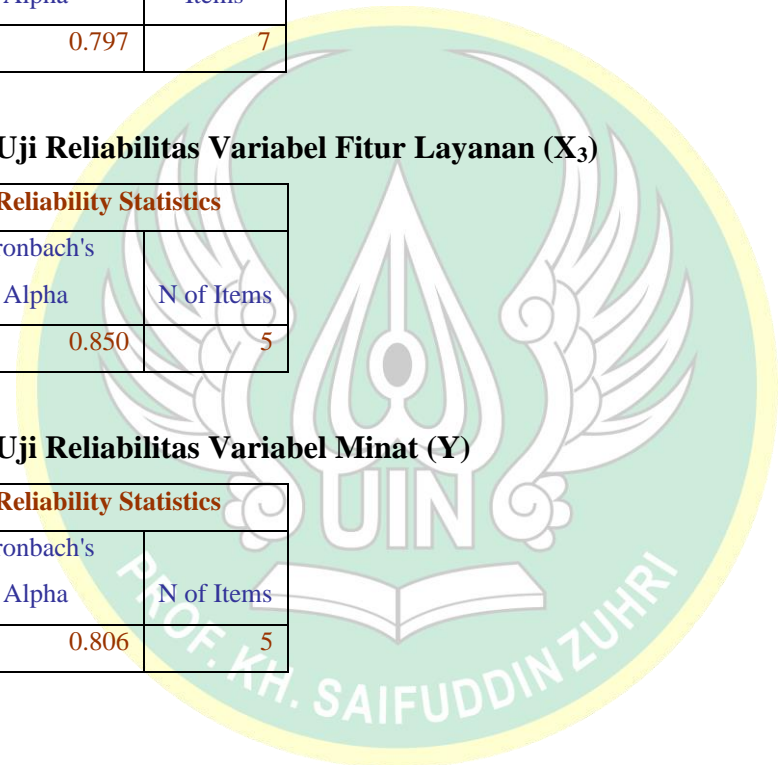 Alpha Items
0.797 7
Uji Reliabilitas Variabel Fitur Layanan (X₃)
Reliability Statistics
ronbach's
Alpha N of Items
0.850 5
Uji Reliabilitas Variabel Minat (Y)
Reliability Statistics
ronbach's
Alpha N of Items
0.806 5
UIN
PROF. KH. SAIFUDDIN ZUHRI